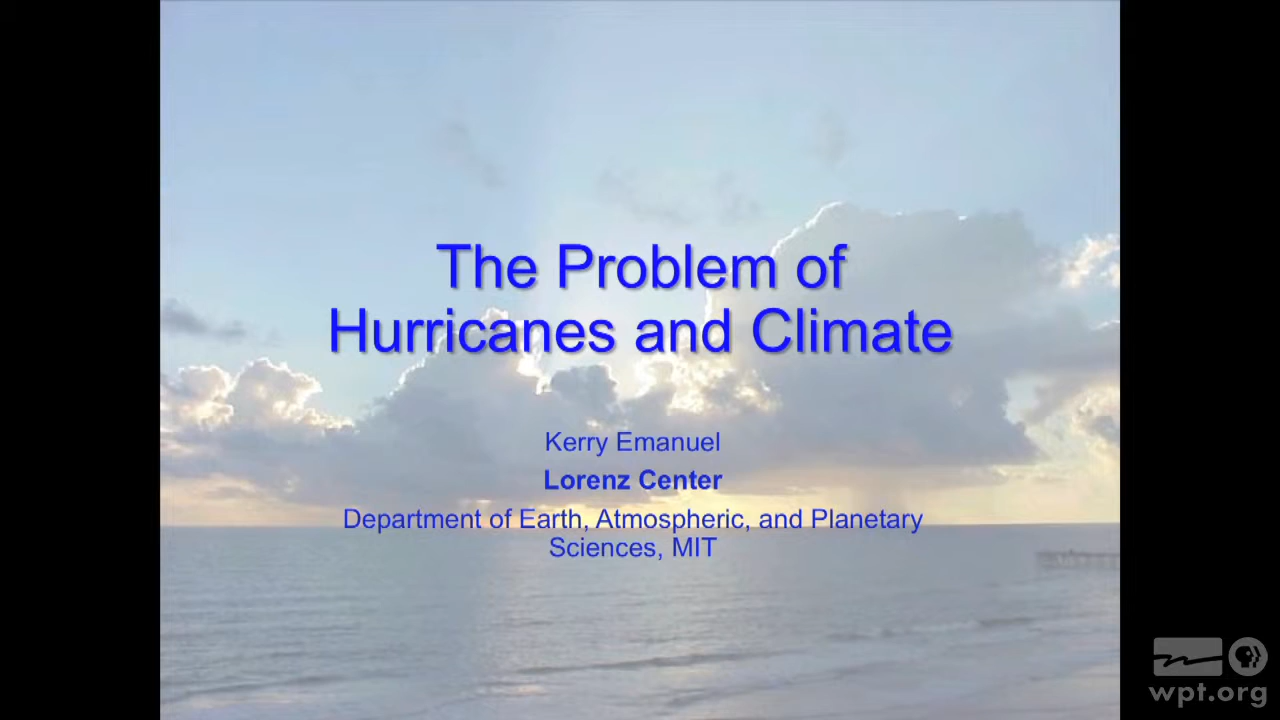 The Problem of
Hurricanes and Climate
Kerry Emanuel
Lorenz Center
Department of Earth, Atmospheric, and Planetary
Sciences, MIT
wpt.org